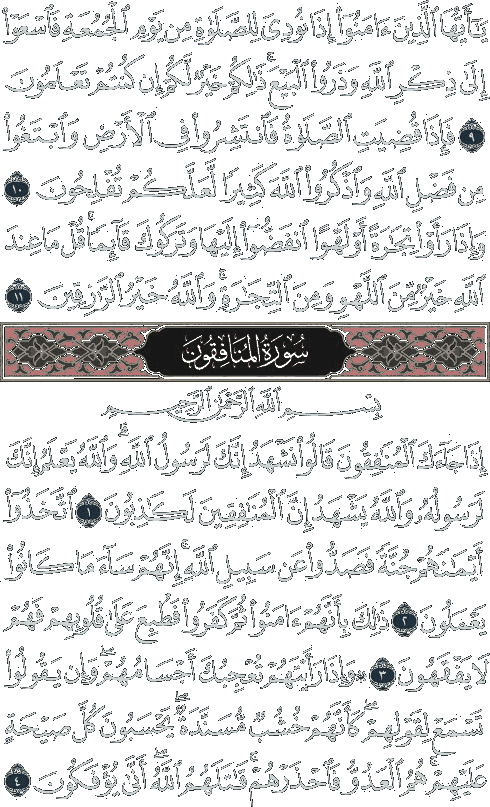 يَـٰٓأَيُّهَا ٱلَّذِينَ ءَامَنُوٓا۟ إِذَا نُودِىَ لِلصَّلَوٰةِ مِن يَوْمِ ٱلْجُمُعَةِ فَٱسْعَوْا۟
إِلَىٰ ذِكْرِ ٱللَّهِ وَذَرُوا۟ ٱلْبَيْعَ ۚ ذَٰلِكُمْ خَيْرٌ لَّكُمْ إِن كُنتُمْ تَعْلَمُونَ
٩ فَإِذَا قُضِيَتِ ٱلصَّلَوٰةُ فَٱنتَشِرُوا۟ فِى ٱلْأَرْضِ وَٱبْتَغُوا۟
مِن فَضْلِ ٱللَّهِ وَٱذْكُرُوا۟ ٱللَّهَ كَثِيرًا لَّعَلَّكُمْ تُفْلِحُونَ ١٠
وَإِذَا رَأَوْا۟ تِجَـٰرَةً أَوْ لَهْوًا ٱنفَضُّوٓا۟ إِلَيْهَا وَتَرَكُوكَ قَآئِمًا ۚ قُلْ مَا عِندَ
ٱللَّهِ خَيْرٌ مِّنَ ٱللَّهْوِ وَمِنَ ٱلتِّجَـٰرَةِ ۚ وَٱللَّهُ خَيْرُ ٱلرَّٰزِقِينَ ١١
سُورَةُ المُنَافِقُونَ
بِسْمِ ٱللَّهِ ٱلرَّحْمَـٰنِ ٱلرَّحِيمِ
إِذَا جَآءَكَ ٱلْمُنَـٰفِقُونَ قَالُوا۟ نَشْهَدُ إِنَّكَ لَرَسُولُ ٱللَّهِ ۗ وَٱللَّهُ يَعْلَمُ إِنَّكَ
لَرَسُولُهُۥ وَٱللَّهُ يَشْهَدُ إِنَّ ٱلْمُنَـٰفِقِينَ لَكَـٰذِبُونَ ١ ٱتَّخَذُوٓا۟
أَيْمَـٰنَهُمْ جُنَّةً فَصَدُّوا۟ عَن سَبِيلِ ٱللَّهِ ۚ إِنَّهُمْ سَآءَ مَا كَانُوا۟
يَعْمَلُونَ ٢ ذَٰلِكَ بِأَنَّهُمْ ءَامَنُوا۟ ثُمَّ كَفَرُوا۟ فَطُبِعَ عَلَىٰ قُلُوبِهِمْ فَهُمْ
لَا يَفْقَهُونَ ٣ ۞ وَإِذَا رَأَيْتَهُمْ تُعْجِبُكَ أَجْسَامُهُمْ ۖ وَإِن يَقُولُوا۟
تَسْمَعْ لِقَوْلِهِمْ ۖ كَأَنَّهُمْ خُشُبٌ مُّسَنَّدَةٌ ۖ يَحْسَبُونَ كُلَّ صَيْحَةٍ
عَلَيْهِمْ ۚ هُمُ ٱلْعَدُوُّ فَٱحْذَرْهُمْ ۚ قَـٰتَلَهُمُ ٱللَّهُ ۖ أَنَّىٰ يُؤْفَكُونَ ٤